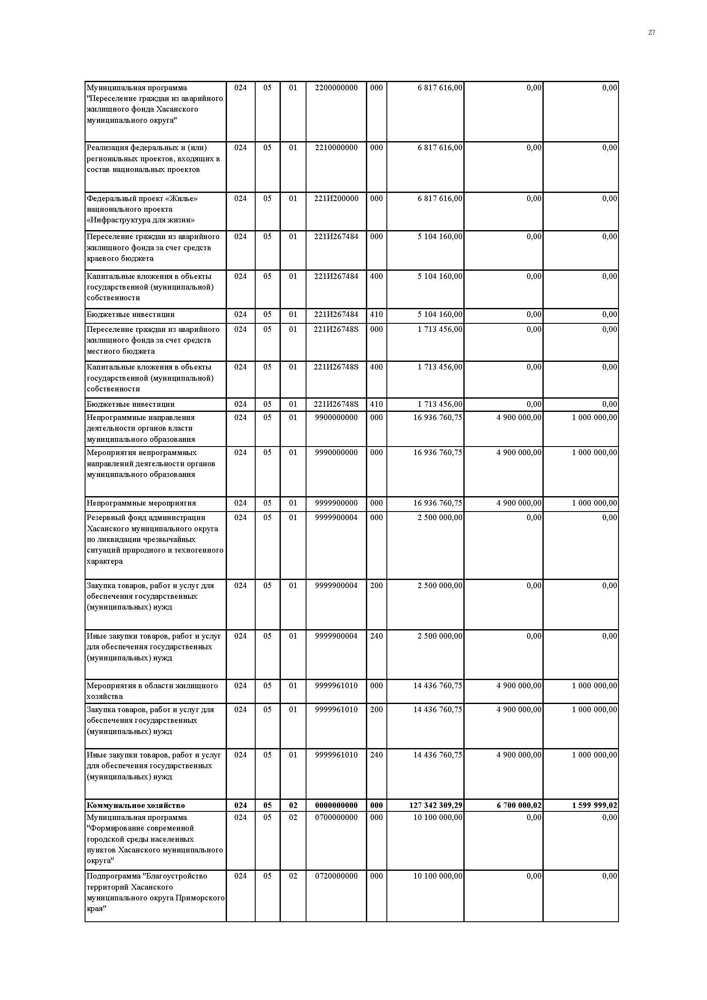 27
Муниципальная программа 024 05 01 2200000000 000 6 817 616,00 0,00 0,00
"Переселение граждан из аварийного
жилищного фонда Хасанского
муниципального округа"
Реализация федеральных и (или) 024 05 01 2210000000 000 6 817 616,00 0,00 0,00
региональных проектов, входящих в
состав национальных проектов
Федеральный проект «Жилье» 024 05 01 221И200000 000 6 817 616,00 0,00 0,00
национального проекта
«Инфраструктура для жизни»
Переселение граждан из аварийного 024 05 01 221И267484 000 5 104 160,00 0,00 0,00
жилищного фонда за счет средств
краевого бюджета
Капитальные вложения в объекты 024 05 01 221И267484 400 5 104 160,00 0,00 0,00
государственной (муниципальной)
собственности
Бюджетные инвестиции 024 05 01 221И267484 410 5 104 160,00 0,00 0,00
Переселение граждан из аварийного 024 05 01 221И26748S 000 1 713 456,00 0,00 0,00
жилищного фонда за счет средств
местного бюджета
Капитальные вложения в объекты 024 05 01 221И26748S 400 1 713 456,00 0,00 0,00
государственной (муниципальной)
собственности
Бюджетные инвестиции 024 05 01 221И26748S 410 1 713 456,00 0,00 0,00
Непрограммные направления 024 05 01 9900000000 000 16 936 760,75 4 900 000,00 1 000 000,00
деятельности органов власти
муниципального образования
Мероприятия непрограммных 024 05 01 9990000000 000 16 936 760,75 4 900 000,00 1 000 000,00
направлений деятельности органов
муниципального образования
Непрограммные мероприятия 024 05 01 9999900000 000 16 936 760,75 4 900 000,00 1 000 000,00
Резервный фонд администрации 024 05 01 9999900004 000 2 500 000,00 0,00 0,00
Хасанского муниципального округа
по ликвидации чрезвычайных
ситуаций природного и техногенного
характера
Закупка товаров, работ и услуг для 024 05 01 9999900004 200 2 500 000,00 0,00 0,00
обеспечения государственных
(муниципальных) нужд
Иные закупки товаров, работ и услуг 024 05 01 9999900004 240 2 500 000,00 0,00 0,00
для обеспечения государственных
(муниципальных) нужд
Мероприятия в области жилищного 024 05 01 9999961010 000 14 436 760,75 4 900 000,00 1 000 000,00
хозяйства
Закупка товаров, работ и услуг для 024 05 01 9999961010 200 14 436 760,75 4 900 000,00 1 000 000,00
обеспечения государственных
(муниципальных) нужд
Иные закупки товаров, работ и услуг 024 05 01 9999961010 240 14 436 760,75 4 900 000,00 1 000 000,00
для обеспечения государственных
(муниципальных) нужд
Коммунальное хозяйство 024 05 02 0000000000 000 127 342 309,29 6 700 000,02 1 599 999,02
Муниципальная программа 024 05 02 0700000000 000 10 100 000,00 0,00 0,00
"Формирование современной
городской среды населенных
пунктов Хасанского муниципального
округа"
Подпрограмма "Благоустройство 024 05 02 0720000000 000 10 100 000,00 0,00 0,00
территорий Хасанского
муниципального округа Приморского
края"